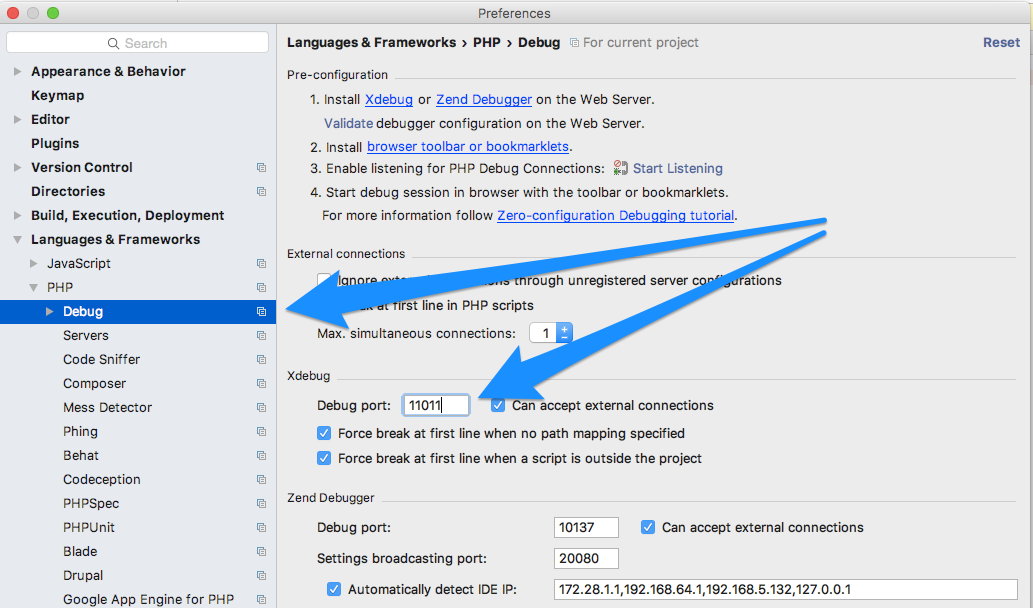 Preferences
Search
Appearance & Behavior
Keymap
Editor
Plugins
Version Control
Directories
Build, Execution, Deployment
Languages & Frameworks
JavaScript
PHP
Debug
Servers
Code Sniffer
Composer
Mess Detector
Phing
Behat
Codeception
PHPSpec
PHPUnit
Blade
Drupal
Google App Engine for PHP
Languages & Frameworks › PHP › Debug For current project Reset
Pre-configuration
1. Install Xdebug or Zend Debugger on the Web Server.
Validate debugger configuration on the Web Server.
2. Install browser toolbar or bookmarklets.
3. Enable listening for PHP Debug Connections: Start Listening
4. Start debug session in browser with the toolbar or bookmarklets.
For more information follow Zero-configuration Debugging tutorial.
External connections
Ignore through unregistered server configurations
at first line in PHP scripts
Max. simultaneous connections: 1
Xdebug
Debug port: 11011 Can accept external connections
Force break at first line when no path mapping specified
Force break at first line when a script is outside the project
Zend Debugger
Debug port: 10137 Can accept external connections
Settings broadcasting port: 20080
Automatically detect IDE IP: 172.28.1.1,192.168.64.1,192.168.5.132,127.0.0.1